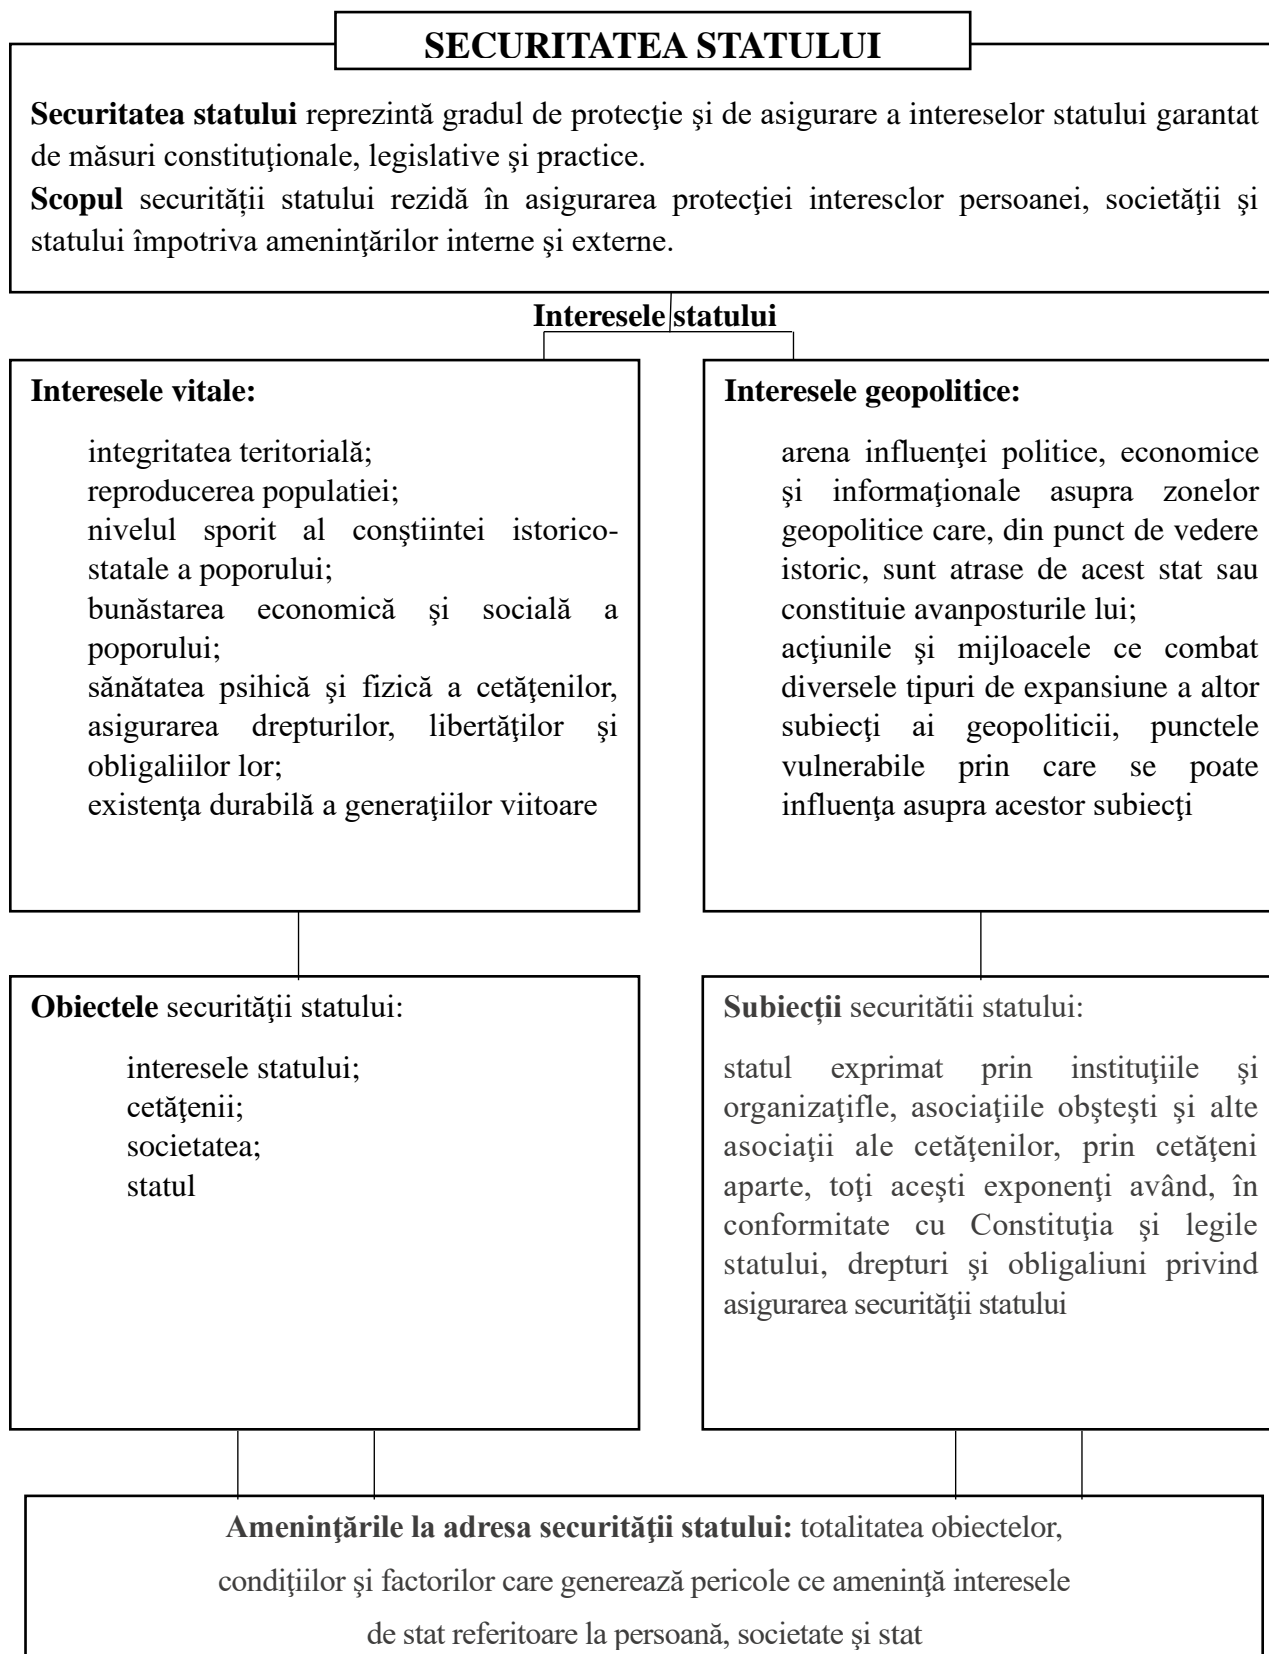 SECURITATEA STATULUI
Securitatea statului reprezintă gradul de protecţie şi de asigurare a intereselor statului garantat
de măsuri constituţionale, legislative şi practice.
Scopul securității statului rezidă în asigurarea protecţiei interesclor persoanei, societăţii şi
statului împotriva ameninţărilor interne şi externe.
Interesele statului
Interesele vitale:
integritatea teritorială;
reproducerea populatiei;
nivelul sporit al conştiintei istorico-
statale a poporului;
bunăstarea economică şi socială a
poporului;
sănătatea psihică şi fizică a cetăţenilor,
asigurarea drepturilor, libertăţilor şi
obligaliilor lor;
existenţa durabilă a generaţiilor viitoare
Interesele geopolitice:
arena influenţei politice, economice
şi informaţionale asupra zonelor
geopolitice care, din punct de vedere
istoric, sunt atrase de acest stat sau
constituie avanposturile lui;
acţiunile şi mijloacele ce combat
diversele tipuri de expansiune a altor
subiecţi ai geopoliticii, punctele
vulnerabile prin care se poate
influenţa asupra acestor subiecţi
Obiectele securităţii statului:
interesele statului;
cetăţenii;
societatea;
statul
Subiecții securitătii statului:
statul exprimat prin instituţiile şi
organizaţifle, asociaţiile obşteşti şi alte
asociaţii ale cetăţenilor, prin cetăţeni
aparte, toţi aceşti exponenţi având, în
conformitate cu Constituţia şi legile
statului, drepturi şi obligaliuni privind
asigurarea securităţii statului
Ameninţările la adresa securităţii statului: totalitatea obiectelor,
condiţiilor şi factorilor care generează pericole ce ameninţă interesele
de stat referitoare la persoană, societate şi stat